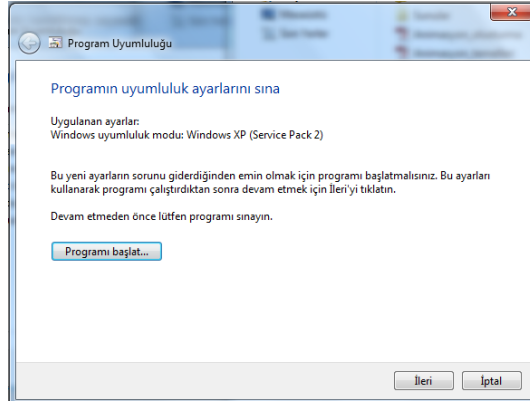 Program Uyumluluğu
Programın uyumluluk ayarlarını sına
Uygulanan ayarlar:
Windows uyumluluk modu: Windows XP (Service Pack 2)
Bu yeni ayarların sorunu giderdiğinden emin olmak için programı başlatmalısınız. Bu ayarları
kullanarak programı çalıştırdıktan sonra devam etmek için İleri'yi tıklatın.
Devam etmeden önce lütfen programı sınayın.
Programı başlat...
İleri
İptal